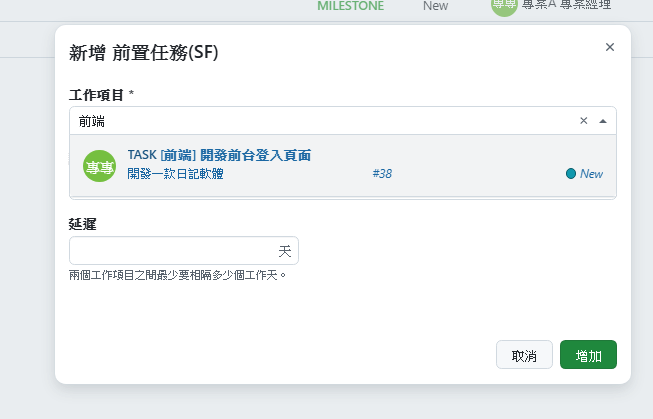 MILESTONE New 專專 專案A 專案經理
新增 前置任務(SF) ×
工作項目 *
前端 ×
專專 TASK [前端] 開發前台登入頁面
開發一款日記軟體 #38 New
延遲
天
兩個工作項目之間最少要相隔多少個工作天。
取消 增加